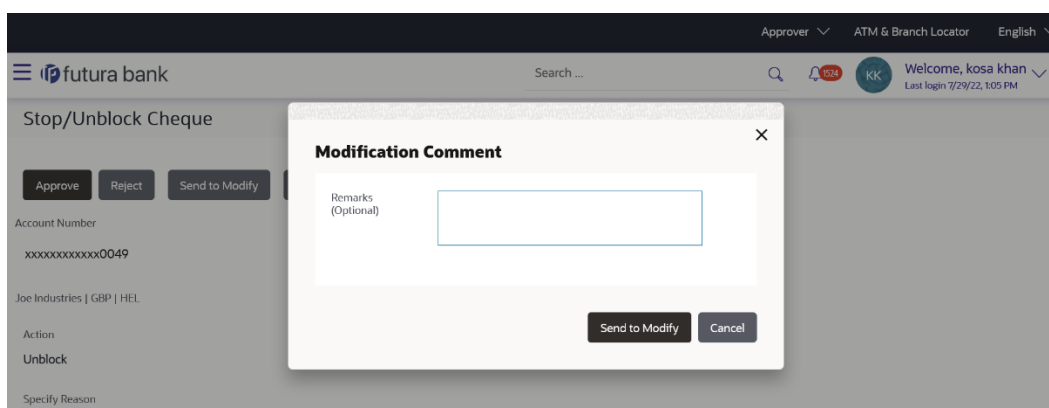 Approver ATM & Branch Locator English
futura bank Search ... 1524 KK Welcome, kosa khan
Last login 7/29/22, 1:05 PM
Stop/Unblock Cheque
Modification Comment
Approve Reject Send to Modify
Remarks
(Optional)
Account Number
xxxxxxxxxxxx0049
Joe Industries | GBP | HEL
Send to Modify Cancel
Action
Unblock
Specify Reason